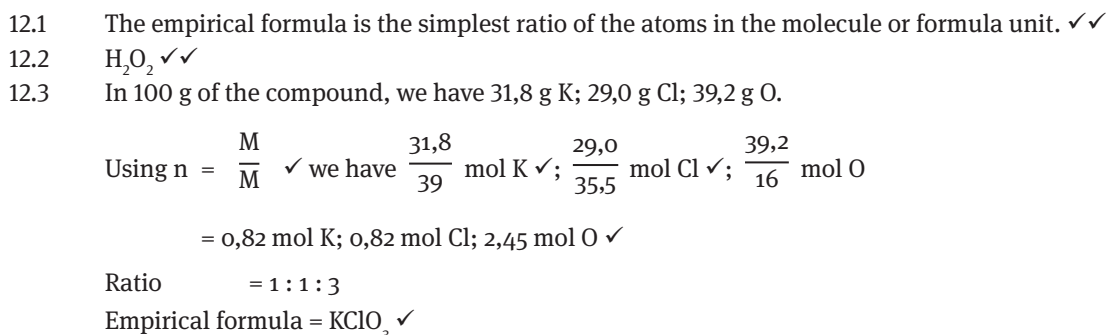 12.1 The empirical formula is the simplest ratio of the atoms in the molecule or formula unit. ✓✓
12.2 H₂O₂ ✓✓
12.3 In 100 g of the compound, we have 31,8 g K; 29,0 g Cl; 39,2 g O.
Using n = M/M ✓ we have 31,8/39 mol K ✓; 29,0/35,5 mol Cl ✓; 39,2/16 mol O
= 0,82 mol K; 0,82 mol Cl; 2,45 mol O ✓
Ratio = 1 : 1 : 3
Empirical formula = KClO₃ ✓